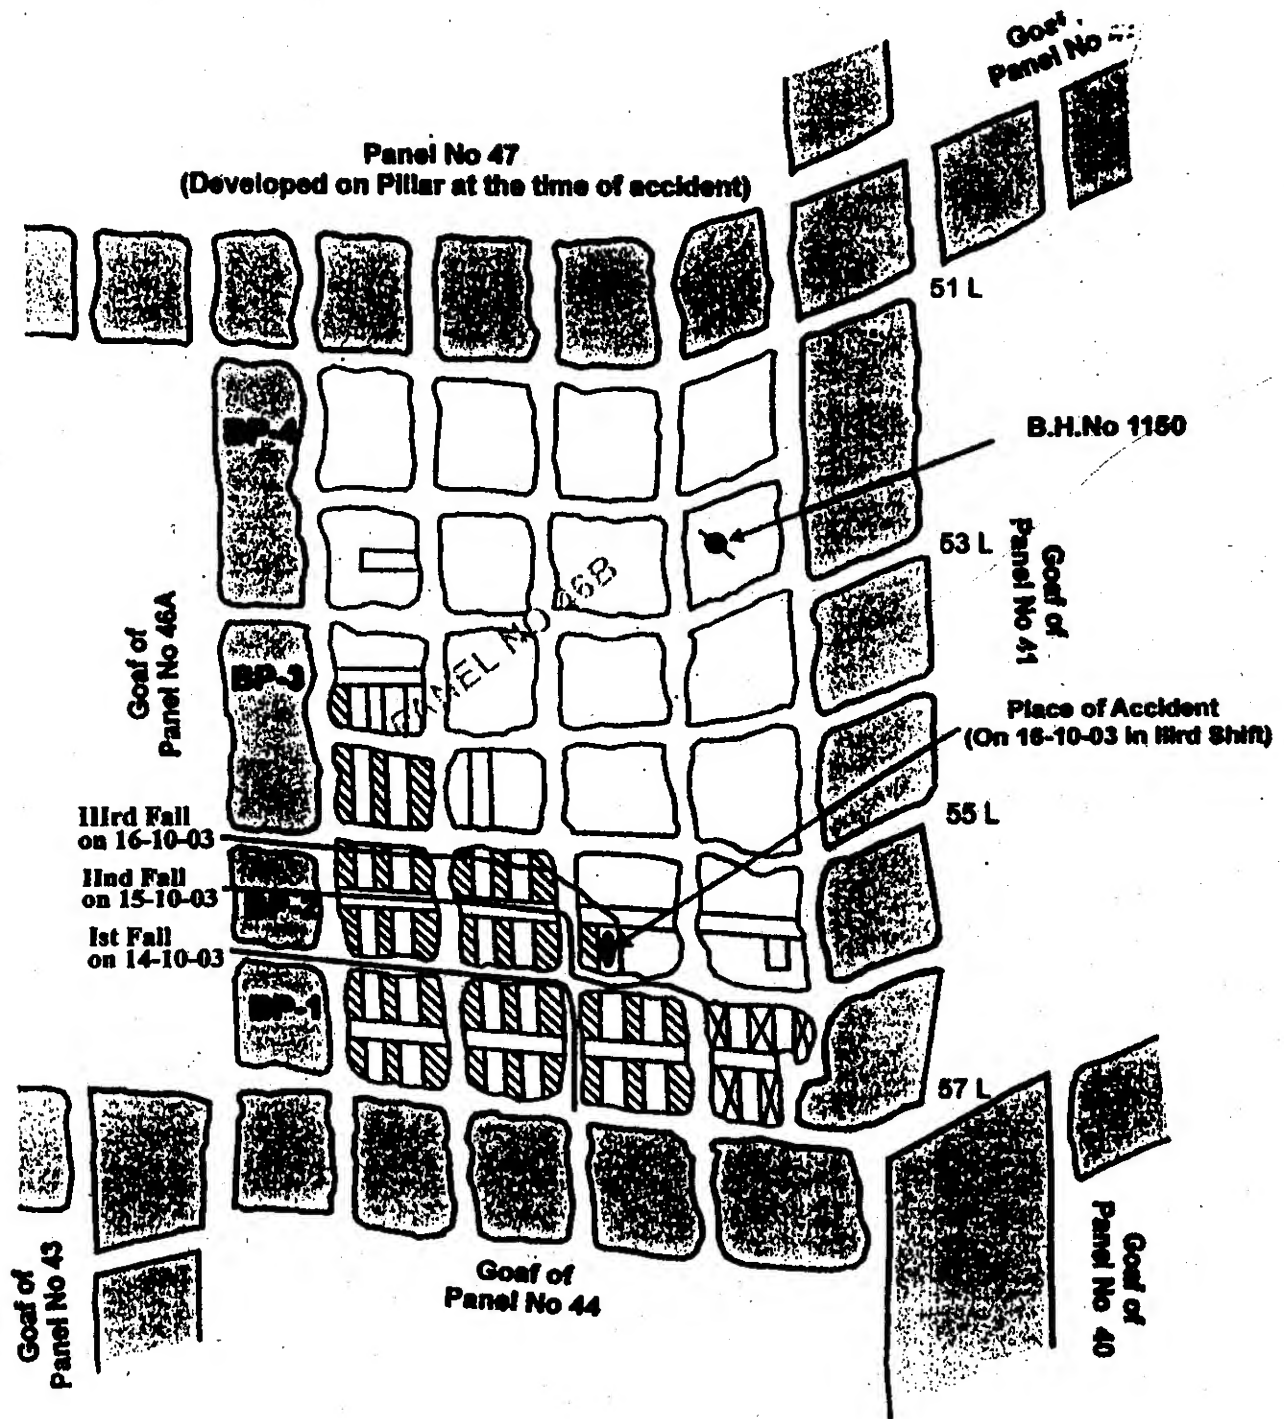 Goaf
Panel No
Panel No 47
(Developed on Pillar at the time of accident)
51 L
BP-4
B.H.No 1150
53 L
Goaf of
Panel No 41
PANEL No 46B
Goaf of
Panel No 46A
BP-3
Place of Accident
(On 16-10-03 in IIIrd Shift)
IIIrd Fall
on 16-10-03
55 L
IInd Fall
on 15-10-03
BP-2
Ist Fall
on 14-10-03
BP-1
57 L
Goaf of
Panel No 43
Goaf of
Panel No 44
Goaf of
Panel No 40